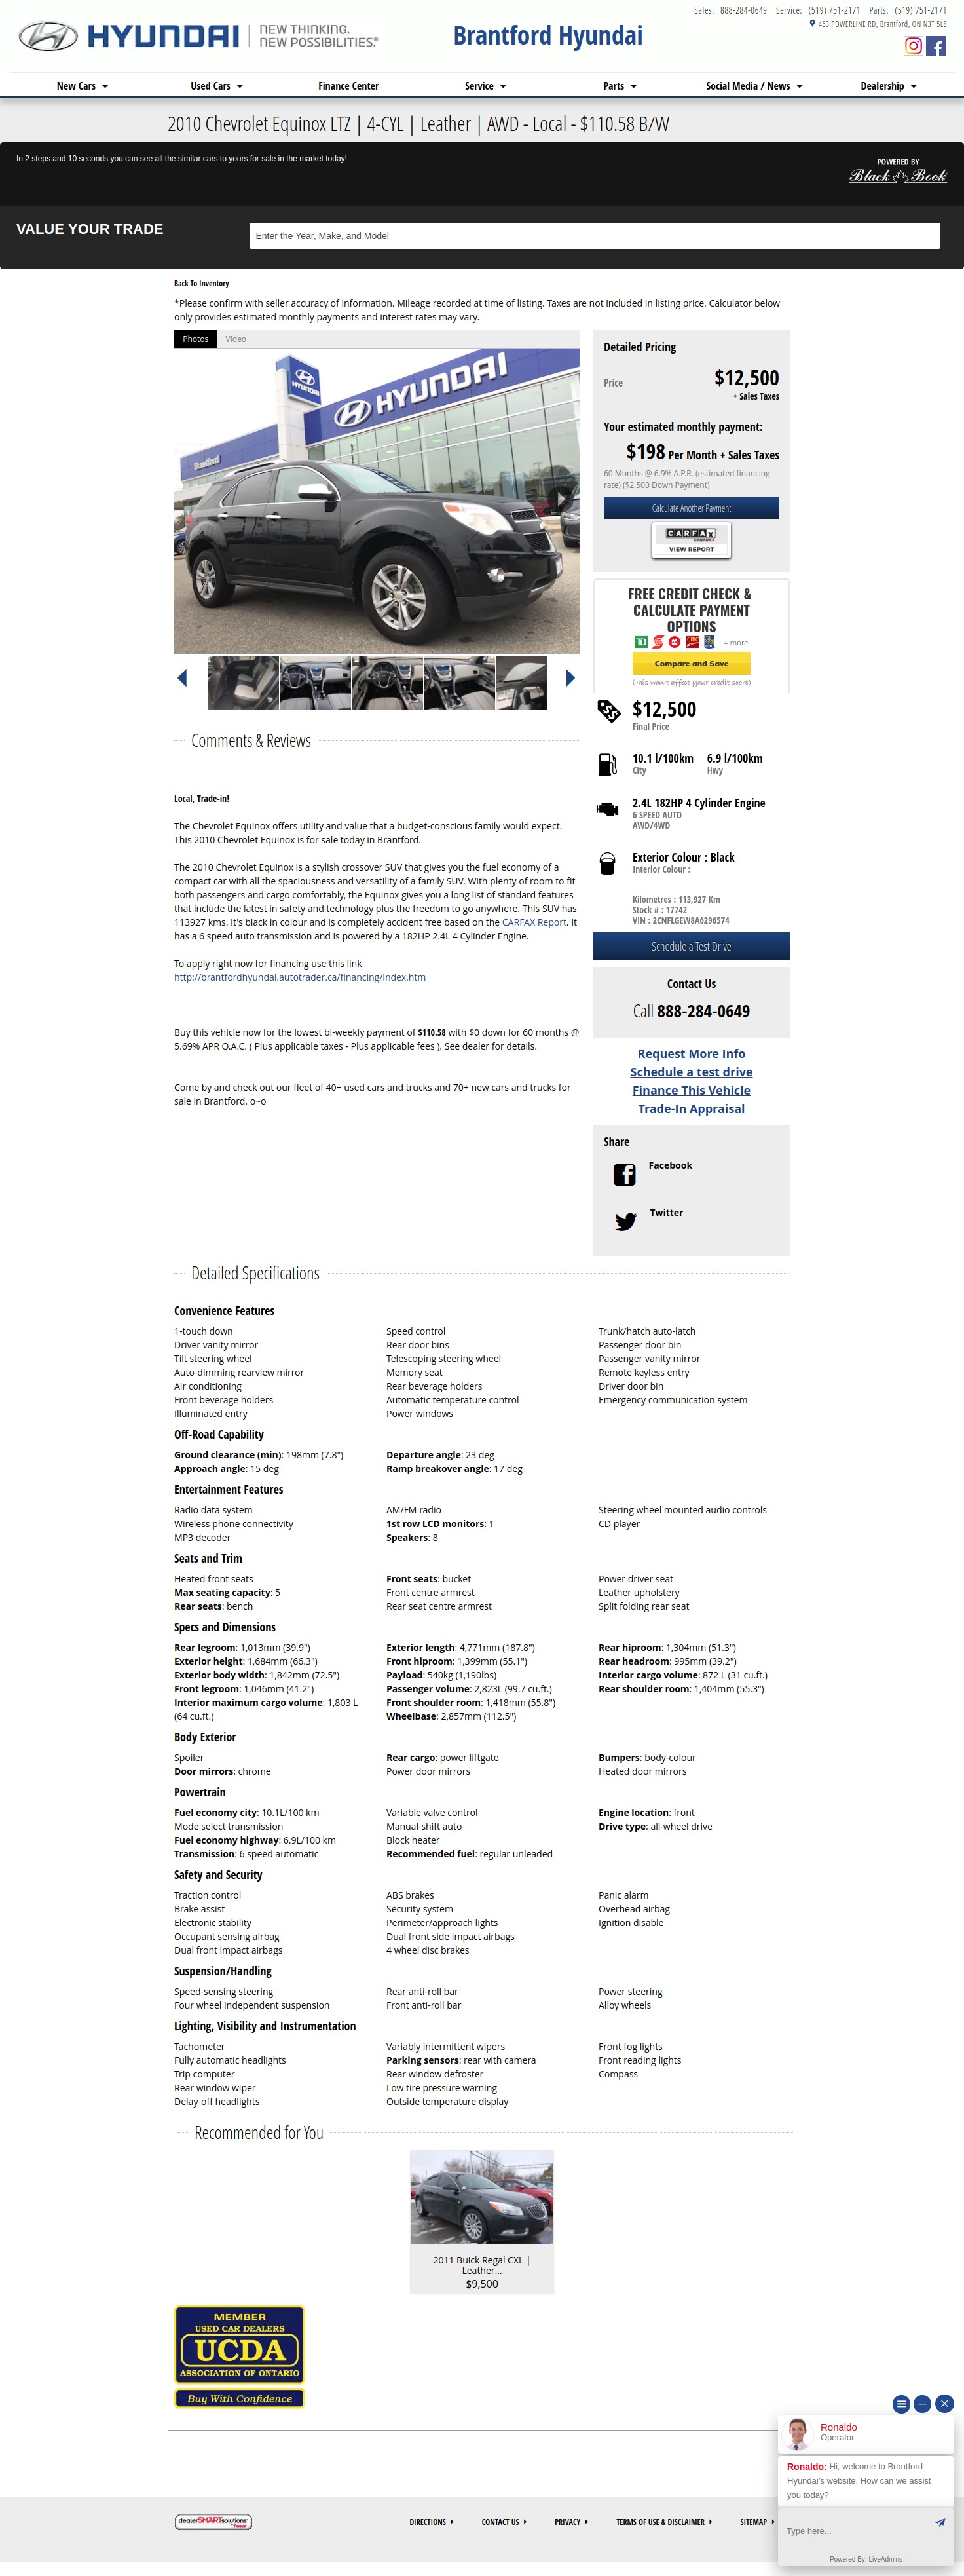 Sales: 888-284-0649 Service: (519) 751-2171 Parts: (519) 751-2171
463 POWERLINE RD, Brantford, ON N3T 5L8
HYUNDAI
NEW THINKING.
NEW POSSIBILITIES.®
Brantford Hyundai
New Cars
Used Cars
Finance Center
Service
Parts
Social Media / News
Dealership
2010 Chevrolet Equinox LTZ | 4-CYL | Leather | AWD - Local - $110.58 B/W
In 2 steps and 10 seconds you can see all the similar cars to yours for sale in the market today!
POWERED BY
Black Book
VALUE YOUR TRADE
Enter the Year, Make, and Model
Back To Inventory
*Please confirm with seller accuracy of information. Mileage recorded at time of listing. Taxes are not included in listing price. Calculator below
only provides estimated monthly payments and interest rates may vary.
Photos
Video
HYUNDAI
HYUNDAI
Brantford
Detailed Pricing
Price
$12,500
+ Sales Taxes
Your estimated monthly payment:
$198 Per Month + Sales Taxes
60 Months @ 6.9% A.P.R. (estimated financing
rate) ($2,500 Down Payment)
Calculate Another Payment
CARFAX
CANADA
VIEW REPORT
FREE CREDIT CHECK &
CALCULATE PAYMENT
OPTIONS
TD
+ more
Compare and Save
(This won't affect your credit score)
$12,500
Final Price
10.1 l/100km 6.9 l/100km
City Hwy
2.4L 182HP 4 Cylinder Engine
6 SPEED AUTO
AWD/4WD
Exterior Colour : Black
Interior Colour :
Kilometres : 113,927 Km
Stock # : 17742
VIN : 2CNFLGEW8A6296574
Schedule a Test Drive
Contact Us
Call 888-284-0649
Request More Info
Schedule a test drive
Finance This Vehicle
Trade-In Appraisal
Share
Facebook
Twitter
Comments & Reviews
Local, Trade-in!
The Chevrolet Equinox offers utility and value that a budget-conscious family would expect.
This 2010 Chevrolet Equinox is for sale today in Brantford.
The 2010 Chevrolet Equinox is a stylish crossover SUV that gives you the fuel economy of a
compact car with all the spaciousness and versatility of a family SUV. With plenty of room to fit
both passengers and cargo comfortably, the Equinox gives you a long list of standard features
that include the latest in safety and technology plus the freedom to go anywhere. This SUV has
113927 kms. It's black in colour and is completely accident free based on the CARFAX Report. It
has a 6 speed auto transmission and is powered by a 182HP 2.4L 4 Cylinder Engine.
To apply right now for financing use this link
http://brantfordhyundai.autotrader.ca/financing/index.htm
Buy this vehicle now for the lowest bi-weekly payment of $110.58 with $0 down for 60 months @
5.69% APR O.A.C. ( Plus applicable taxes - Plus applicable fees ). See dealer for details.
Come by and check out our fleet of 40+ used cars and trucks and 70+ new cars and trucks for
sale in Brantford. o~o
Detailed Specifications
Convenience Features
1-touch down Speed control Trunk/hatch auto-latch
Driver vanity mirror Rear door bins Passenger door bin
Tilt steering wheel Telescoping steering wheel Passenger vanity mirror
Auto-dimming rearview mirror Memory seat Remote keyless entry
Air conditioning Rear beverage holders Driver door bin
Front beverage holders Automatic temperature control Emergency communication system
Illuminated entry Power windows
Off-Road Capability
Ground clearance (min): 198mm (7.8") Departure angle: 23 deg
Approach angle: 15 deg Ramp breakover angle: 17 deg
Entertainment Features
Radio data system AM/FM radio Steering wheel mounted audio controls
Wireless phone connectivity 1st row LCD monitors: 1 CD player
MP3 decoder Speakers: 8
Seats and Trim
Heated front seats Front seats: bucket Power driver seat
Max seating capacity: 5 Front centre armrest Leather upholstery
Rear seats: bench Rear seat centre armrest Split folding rear seat
Specs and Dimensions
Rear legroom: 1,013mm (39.9") Exterior length: 4,771mm (187.8") Rear hiproom: 1,304mm (51.3")
Exterior height: 1,684mm (66.3") Front hiproom: 1,399mm (55.1") Rear headroom: 995mm (39.2")
Exterior body width: 1,842mm (72.5") Payload: 540kg (1,190lbs) Interior cargo volume: 872 L (31 cu.ft.)
Front legroom: 1,046mm (41.2") Passenger volume: 2,823L (99.7 cu.ft.) Rear shoulder room: 1,404mm (55.3")
Interior maximum cargo volume: 1,803 L Front shoulder room: 1,418mm (55.8")
(64 cu.ft.) Wheelbase: 2,857mm (112.5")
Body Exterior
Spoiler Rear cargo: power liftgate Bumpers: body-colour
Door mirrors: chrome Power door mirrors Heated door mirrors
Powertrain
Fuel economy city: 10.1L/100 km Variable valve control Engine location: front
Mode select transmission Manual-shift auto Drive type: all-wheel drive
Fuel economy highway: 6.9L/100 km Block heater
Transmission: 6 speed automatic Recommended fuel: regular unleaded
Safety and Security
Traction control ABS brakes Panic alarm
Brake assist Security system Overhead airbag
Electronic stability Perimeter/approach lights Ignition disable
Occupant sensing airbag Dual front side impact airbags
Dual front impact airbags 4 wheel disc brakes
Suspension/Handling
Speed-sensing steering Rear anti-roll bar Power steering
Four wheel independent suspension Front anti-roll bar Alloy wheels
Lighting, Visibility and Instrumentation
Tachometer Variably intermittent wipers Front fog lights
Fully automatic headlights Parking sensors: rear with camera Front reading lights
Trip computer Rear window defroster Compass
Rear window wiper Low tire pressure warning
Delay-off headlights Outside temperature display
Recommended for You
2011 Buick Regal CXL |
Leather...
$9,500
MEMBER
USED CAR DEALERS
UCDA
ASSOCIATION OF ONTARIO
Buy With Confidence
Ronaldo
Operator
Ronaldo: Hi, welcome to Brantford
Hyundai's website. How can we assist
you today?
Type here...
Powered By: LiveAdmins
dealerSMARTsolutions
DIRECTIONS
CONTACT US
PRIVACY
TERMS OF USE & DISCLAIMER
SITEMAP